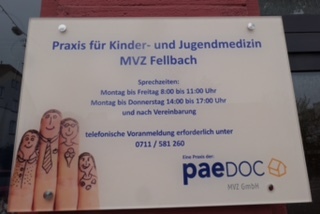 Praxis für Kinder- und Jugendmedizin
MVZ Fellbach
Sprechzeiten:
Montag bis Freitag 8:00 bis 11:00 Uhr
Montag bis Donnerstag 14:00 bis 17:00 Uhr
und nach Vereinbarung
telefonische Voranmeldung erforderlich unter
0711 / 581 260
Eine Praxis der:
paeDOC
MVZ GmbH